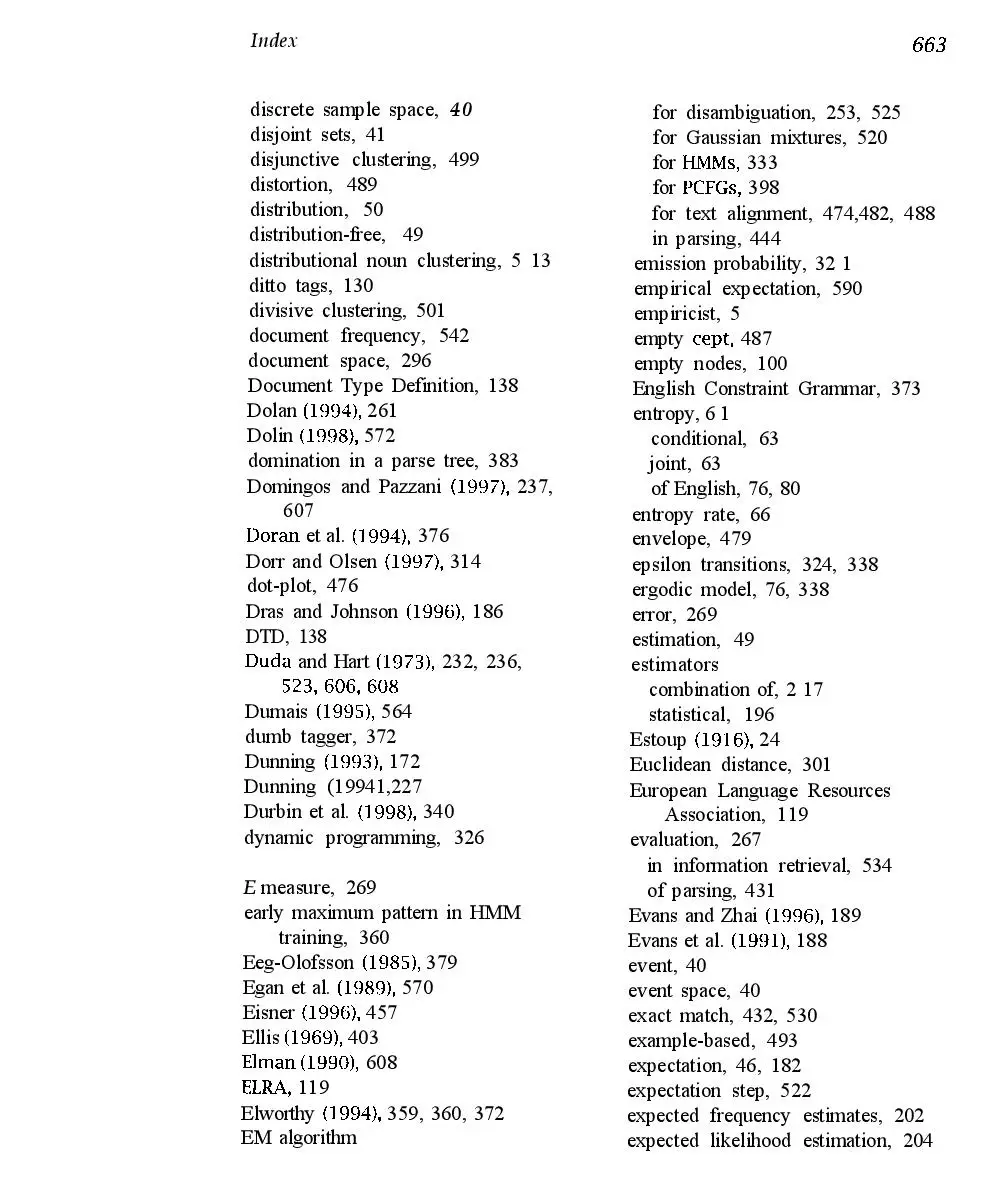 Index
663
discrete sample space, 40
disjoint sets, 41
disjunctive clustering, 499
distortion, 489
distribution, 50
distribution-free, 49
distributional noun clustering, 5 13
ditto tags, 130
divisive clustering, 501
document frequency, 542
document space, 296
Document Type Definition, 138
Dolan (1994), 261
Dolin (1998), 572
domination in a parse tree, 383
Domingos and Pazzani (1997), 237,
607
Doran et al. (1994), 376
Dorr and Olsen (1997), 314
dot-plot, 476
Dras and Johnson (1996), 186
DTD, 138
Duda and Hart (1973), 232, 236,
523, 606, 608
Dumais (1995), 564
dumb tagger, 372
Dunning (1993), 172
Dunning (19941,227
Durbin et al. (1998), 340
dynamic programming, 326
E measure, 269
early maximum pattern in HMM
training, 360
Eeg-Olofsson (1985), 379
Egan et al. (1989), 570
Eisner (1996), 457
Ellis (1969), 403
Elman (1990), 608
ELRA, 119
Elworthy (1994), 359, 360, 372
EM algorithm
for disambiguation, 253, 525
for Gaussian mixtures, 520
for HMMs, 333
for PCFGs, 398
for text alignment, 474,482, 488
in parsing, 444
emission probability, 32 1
empirical expectation, 590
empiricist, 5
empty cept, 487
empty nodes, 100
English Constraint Grammar, 373
entropy, 6 1
conditional, 63
joint, 63
of English, 76, 80
entropy rate, 66
envelope, 479
epsilon transitions, 324, 338
ergodic model, 76, 338
error, 269
estimation, 49
estimators
combination of, 2 17
statistical, 196
Estoup (1916), 24
Euclidean distance, 301
European Language Resources
Association, 119
evaluation, 267
in information retrieval, 534
of parsing, 431
Evans and Zhai (1996), 189
Evans et al. (1991), 188
event, 40
event space, 40
exact match, 432, 530
example-based, 493
expectation, 46, 182
expectation step, 522
expected frequency estimates, 202
expected likelihood estimation, 204